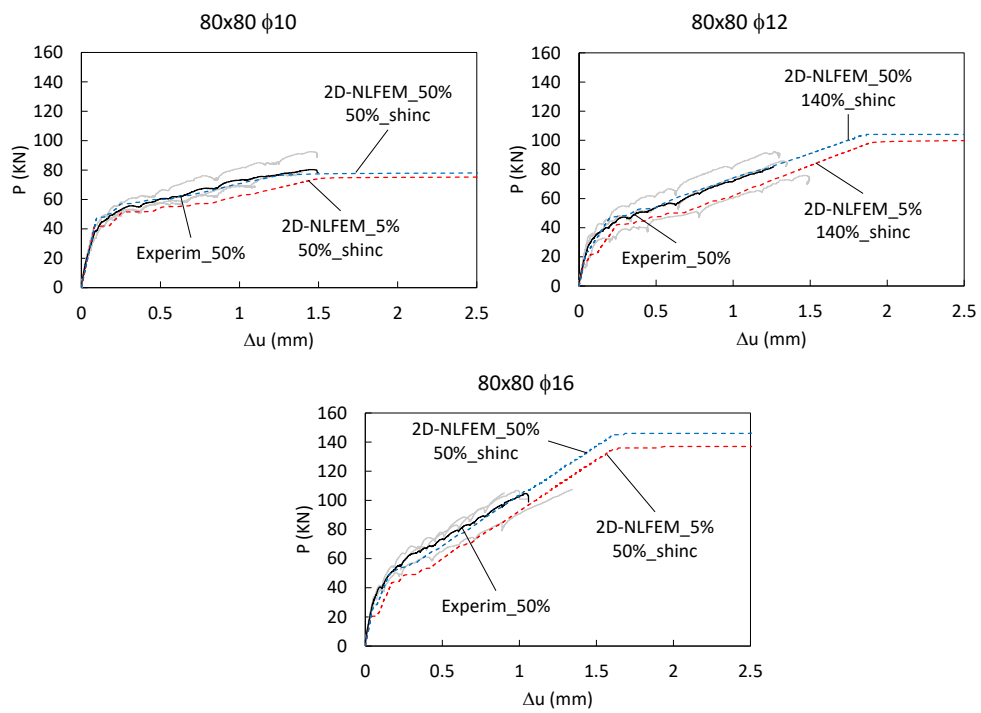 80x80 ϕ10
160
140
120
100
80
60
40
20
0
P (KN)
2D-NLFEM_50%
50%_shinc
Experim_50%
2D-NLFEM_5%
50%_shinc
0 0.5 1 1.5 2 2.5
Δu (mm)
80x80 ϕ12
160
140
120
100
80
60
40
20
0
P (KN)
2D-NLFEM_50%
140%_shinc
2D-NLFEM_5%
140%_shinc
Experim_50%
0 0.5 1 1.5 2 2.5
Δu (mm)
80x80 ϕ16
160
140
120
100
80
60
40
20
0
P (KN)
2D-NLFEM_50%
50%_shinc
2D-NLFEM_5%
50%_shinc
Experim_50%
0 0.5 1 1.5 2 2.5
Δu (mm)